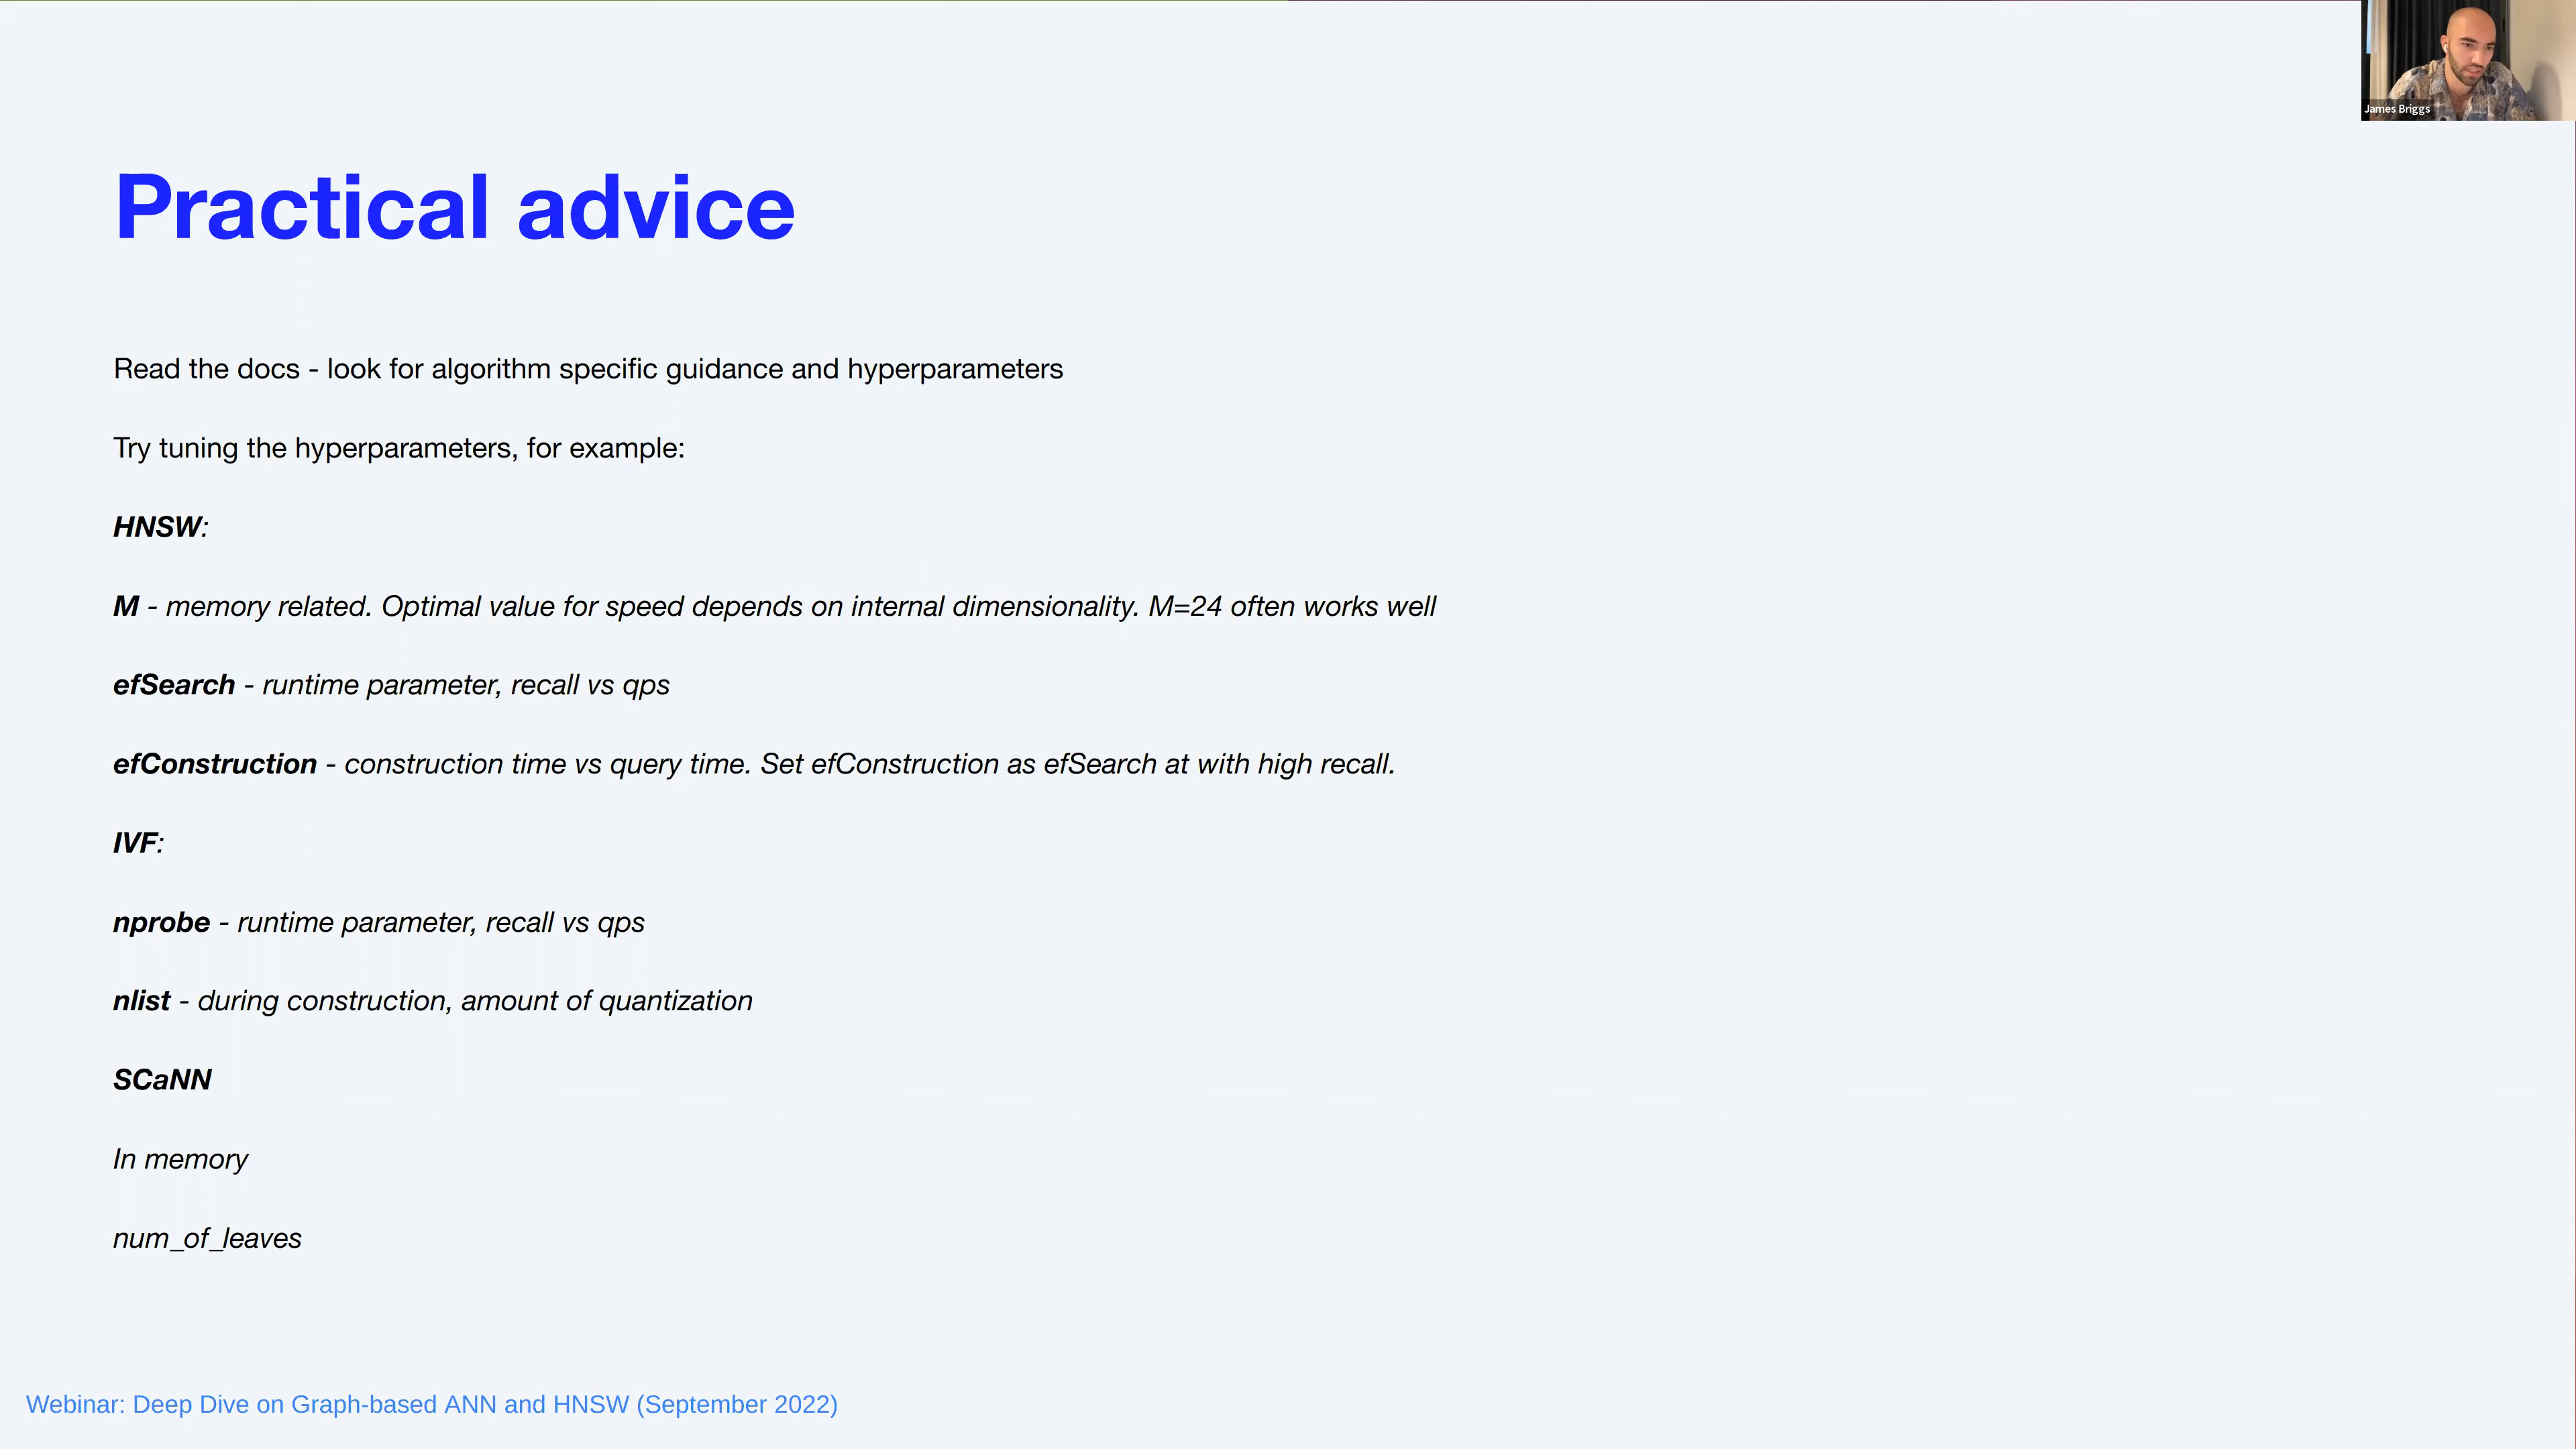 James Briggs
Practical advice
Read the docs - look for algorithm specific guidance and hyperparameters
Try tuning the hyperparameters, for example:
HNSW:
M - memory related. Optimal value for speed depends on internal dimensionality. M=24 often works well
efSearch - runtime parameter, recall vs qps
efConstruction - construction time vs query time. Set efConstruction as efSearch at with high recall.
IVF:
nprobe - runtime parameter, recall vs qps
nlist - during construction, amount of quantization
SCaNN
In memory
num_of_leaves
Webinar: Deep Dive on Graph-based ANN and HNSW (September 2022)